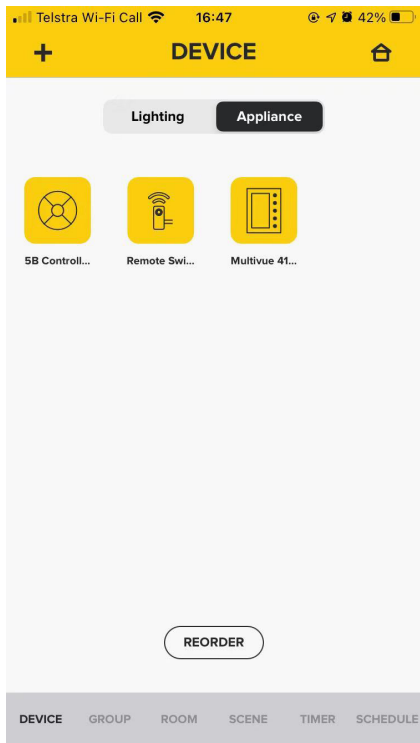 Telstra Wi-Fi Call 16:47 42%
+ DEVICE
Lighting Appliance
5B Controll... Remote Swi... Multivue 41...
REORDER
DEVICE GROUP ROOM SCENE TIMER SCHEDULE